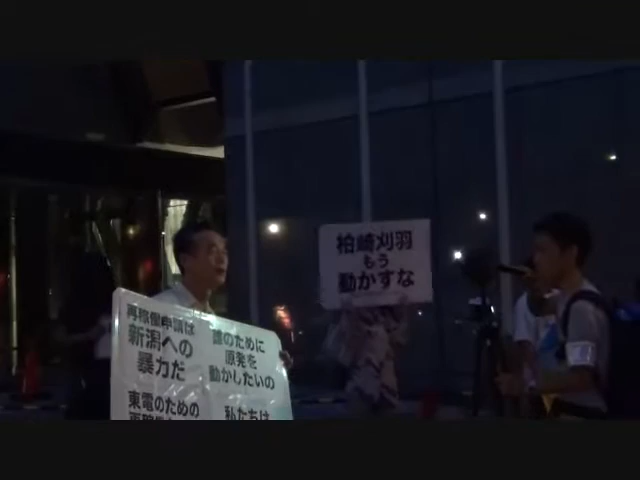 柏崎刈羽
もう
動かすな
再稼働申請は
新潟への
暴力だ
誰のために
原発を
動かしたいの
東電のための
私たちは